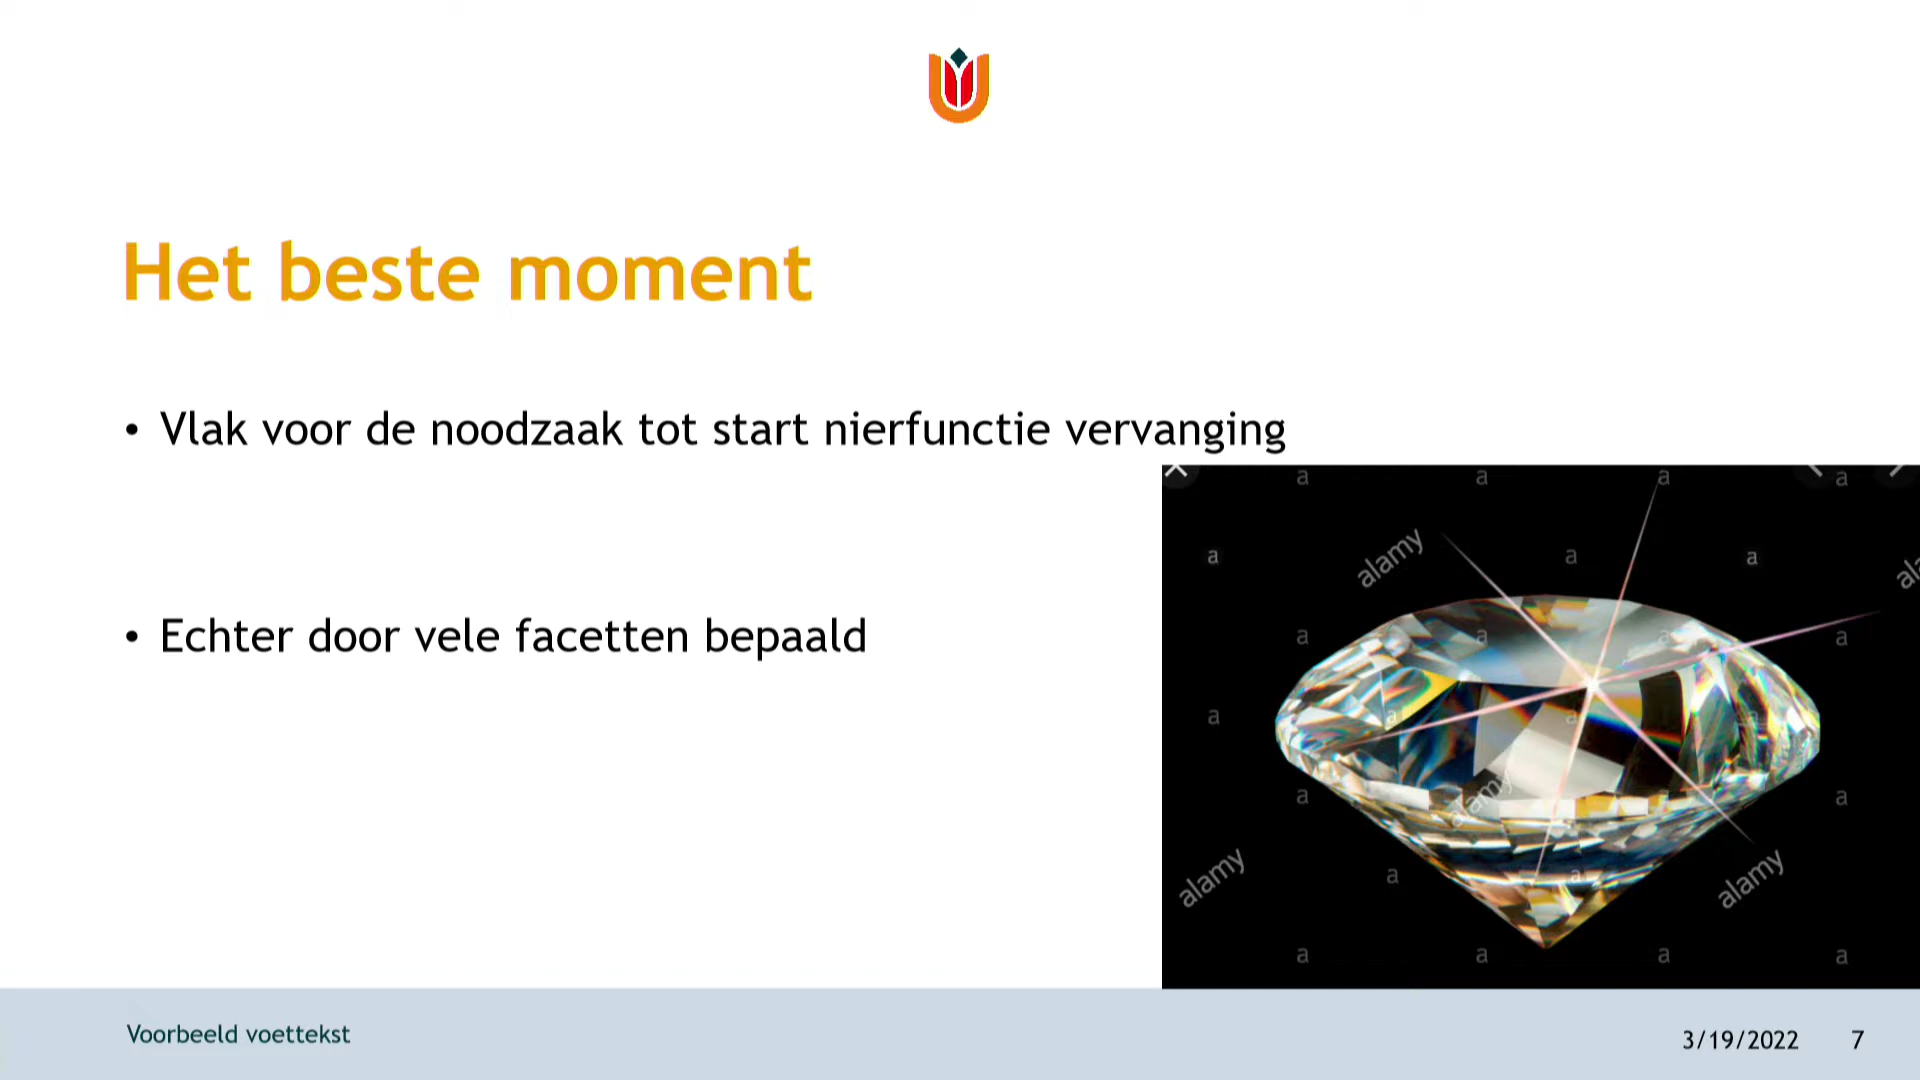 Het beste moment
• Vlak voor de noodzaak tot start nierfunctie vervanging
• Echter door vele facetten bepaald
a a a a
a alamy a a
a a a a
a a a a
a alamy a
alamy a a alamy
a a a a
Voorbeeld voettekst
3/19/2022 7